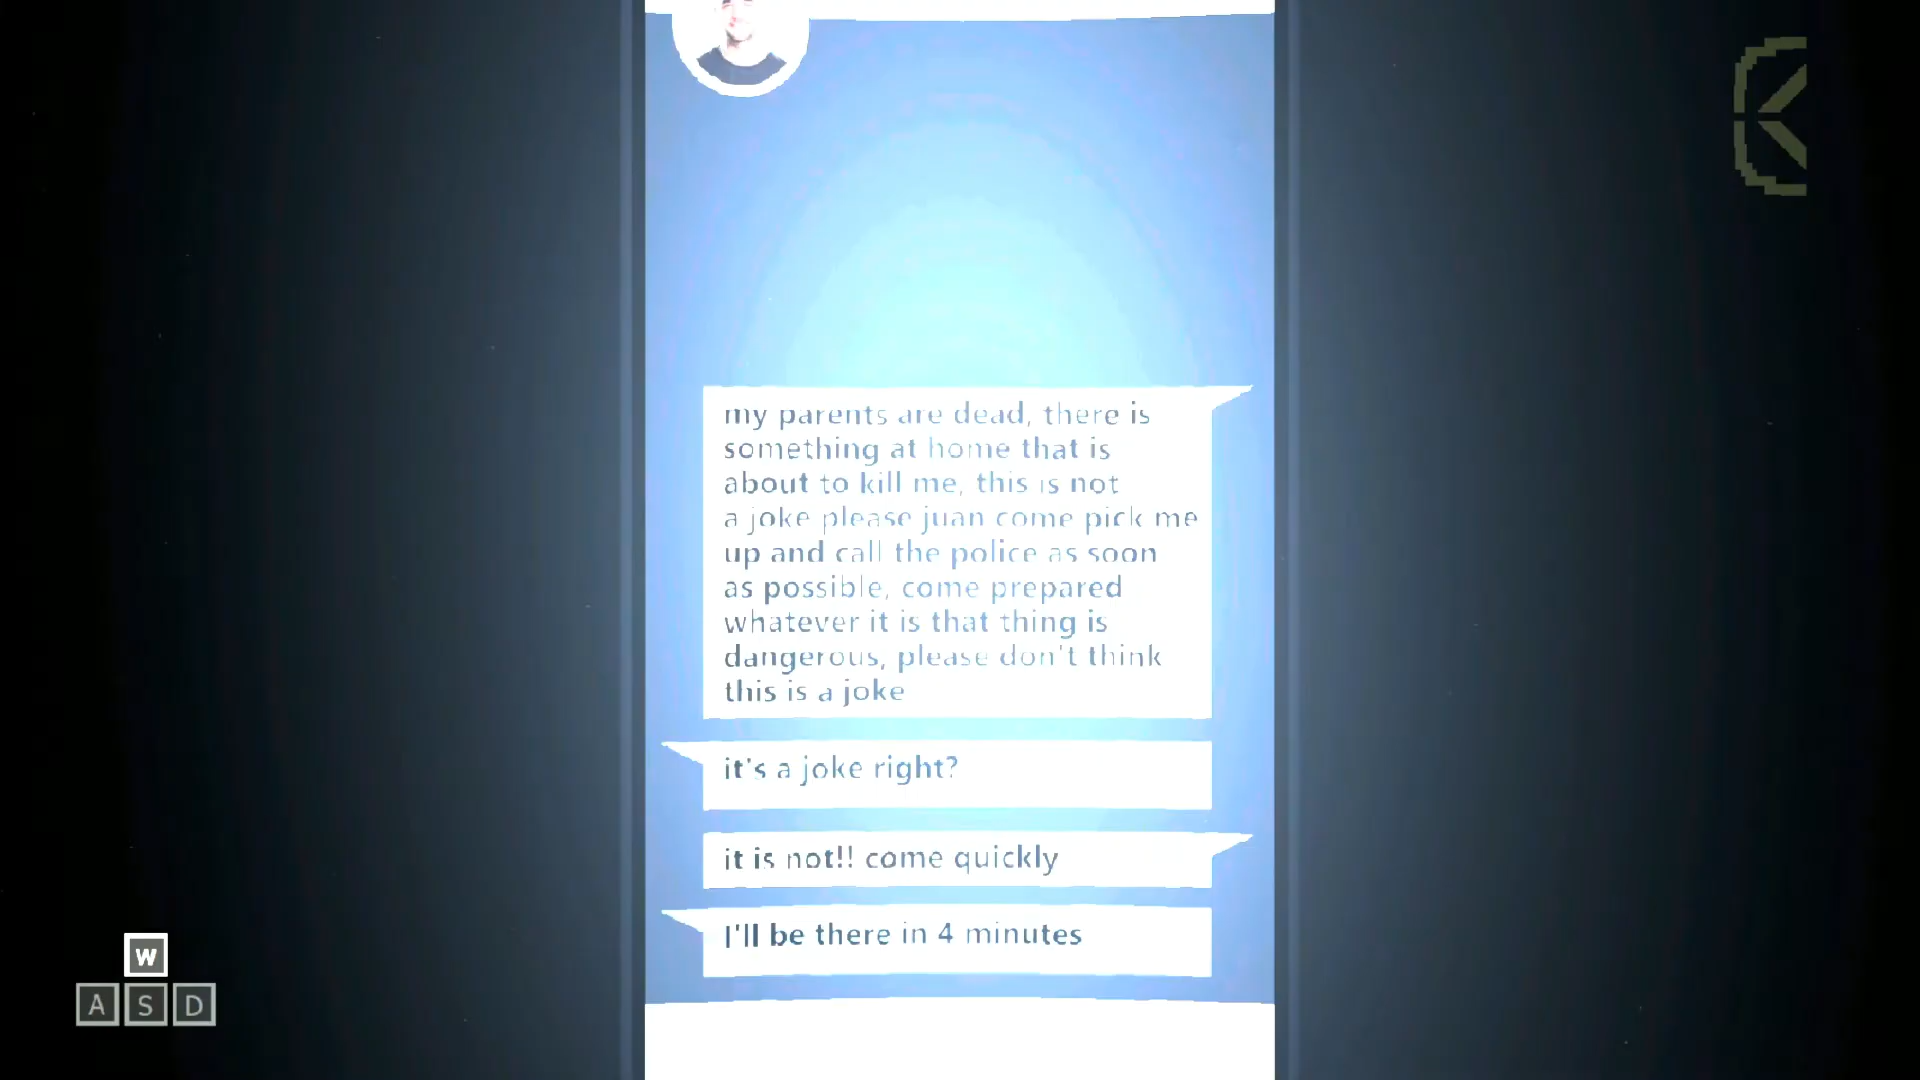 my parents are dead, there is
something at home that is
about to kill me, this is not
a joke please juan come pick me
up and call the police as soon
as possible, come prepared
whatever it is that thing is
dangerous, please don't think
this is a joke
it's a joke right?
it is not!! come quickly
I'll be there in 4 minutes
W
A S D